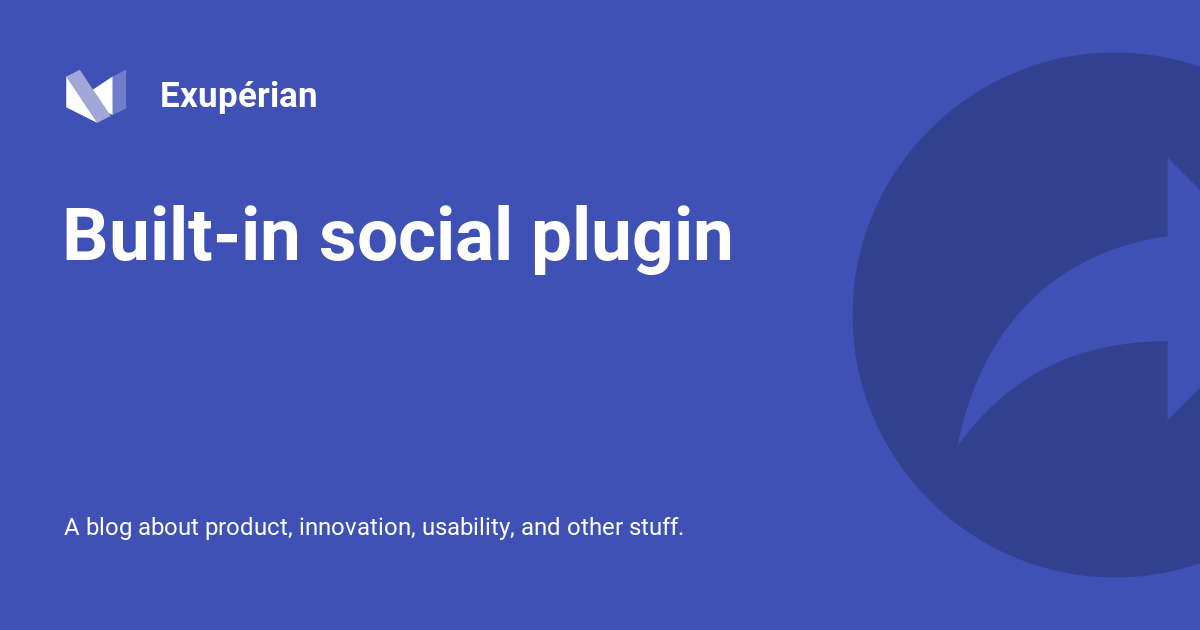 Exupérian
Built-in social plugin
A blog about product, innovation, usability, and other stuff.